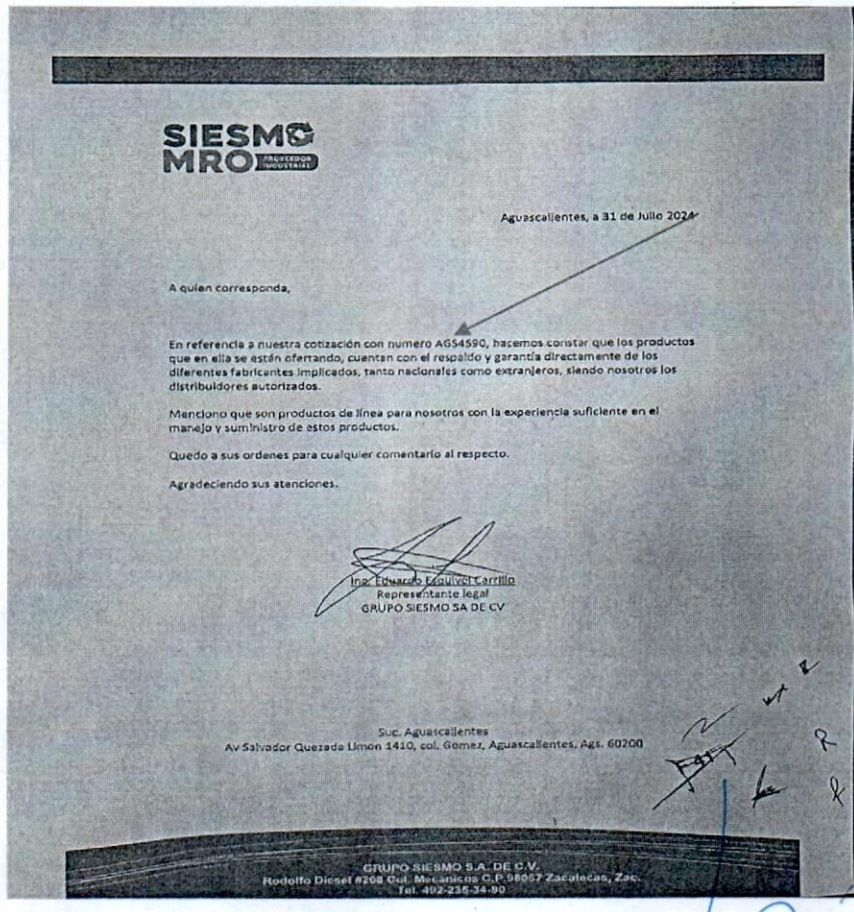 SIESMO
MRO PROVEEDOR INDUSTRIAL
Aguascalientes, a 31 de Julio 2024
A quien corresponda,
En referencia a nuestra cotización con numero AGS4590, hacemos constar que los productos
que en ella se están ofertando, cuentan con el respaldo y garantía directamente de los
diferentes fabricantes implicados, tanto nacionales como extranjeros, siendo nosotros los
distribuidores autorizados.
Menciono que son productos de línea para nosotros con la experiencia suficiente en el
manejo y suministro de estos productos.
Quedo a sus ordenes para cualquier comentario al respecto.
Agradeciendo sus atenciones.
Ing. Eduardo Esquivel Carrillo
Representante legal
GRUPO SIESMO SA DE CV
Suc. Aguascalientes
Av Salvador Quezada Limon 1410, col. Gomez, Aguascalientes, Ags. 60200
GRUPO SIESMO S.A. DE C.V.
Rodolfo Diesel #208 Col. Mecanicos C.P.98057 Zacatecas, Zac.
Tel. 492-235-34-90